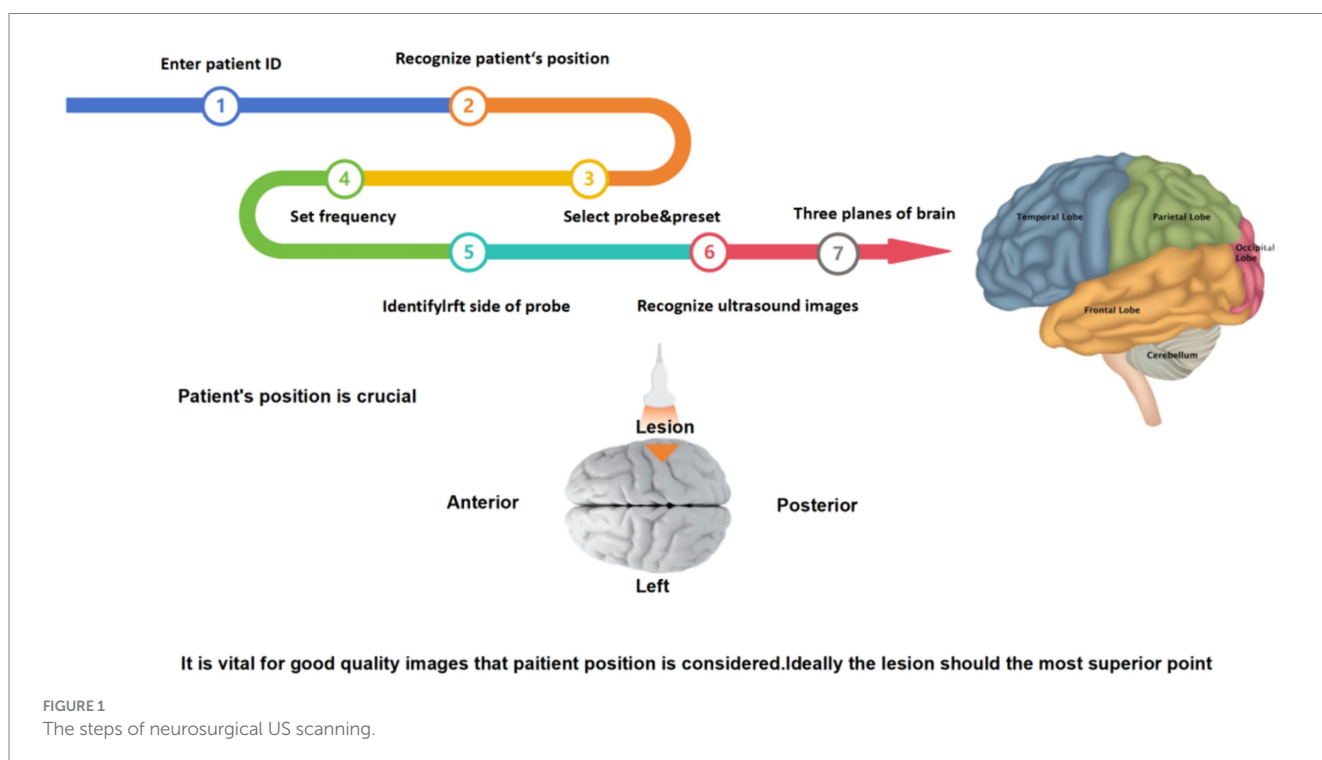 Enter patient ID
Recognize patient‘s position
1
2
4
3
Set frequency
Select probe&preset
Three planes of brain
5
6
7
Identifylrft side of probe
Recognize ultrasound images
Temporal Lobe
Parietal Lobe
Occipital
Lobe
Frontal Lobe
Cerebellum
Patient's position is crucial
Lesion
Anterior
Posterior
Left
It is vital for good quality images that paitient position is considered.Ideally the lesion should the most superior point
FIGURE 1
The steps of neurosurgical US scanning.